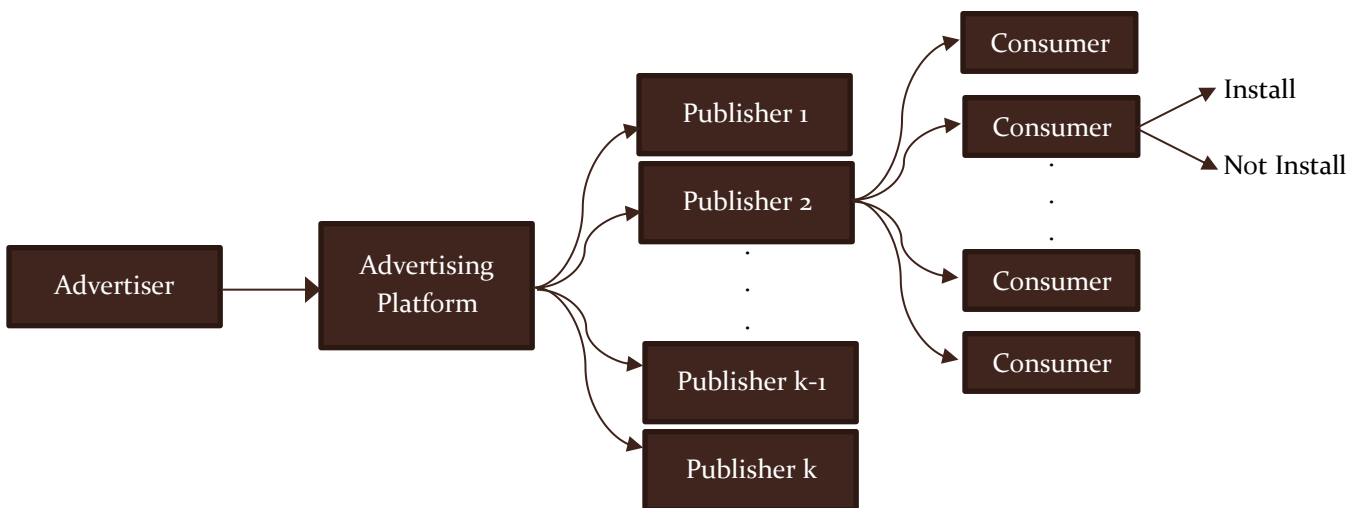 Advertiser
Advertising
Platform
Publisher 1
Publisher 2
.
.
.
Publisher k-1
Publisher k
Consumer
Consumer
.
.
.
Consumer
Consumer
Install
Not Install